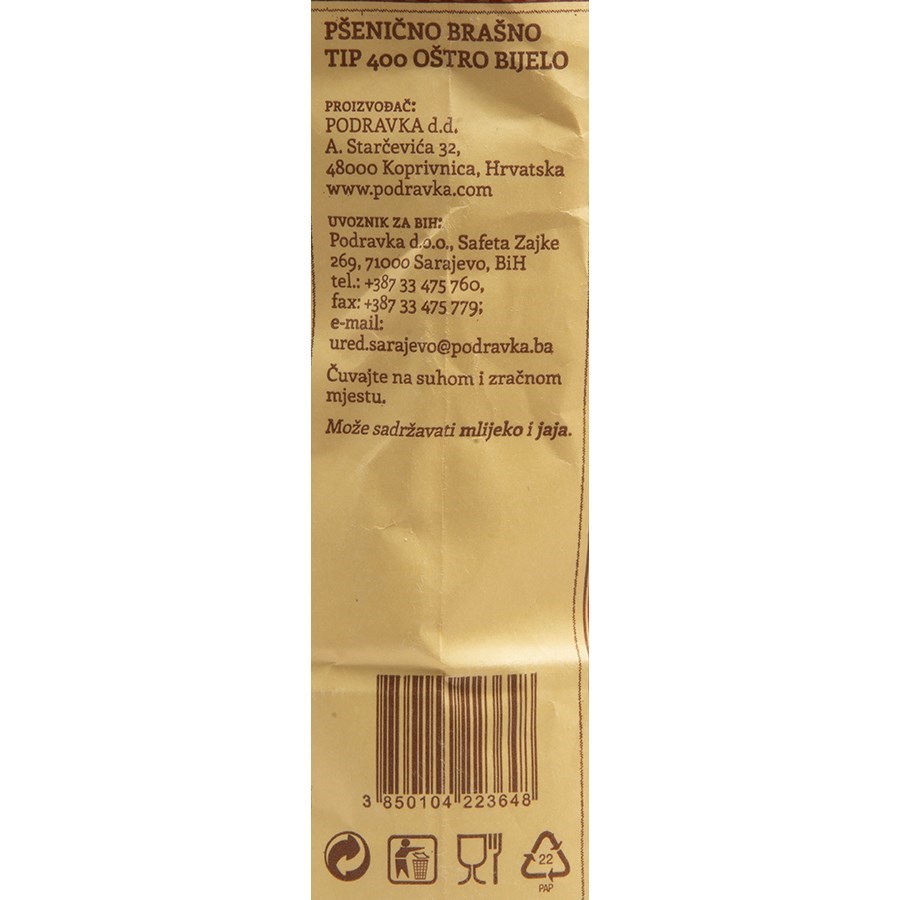 PŠENIČNO BRAŠNO
TIP 400 OŠTRO BIJELO
PROIZVOĐAČ:
PODRAVKA d.d.
A. Starčevića 32,
48000 Koprivnica, Hrvatska
www.podravka.com
UVOZNIK ZA BIH:
Podravka d.o.o., Safeta Zajke
269, 71000 Sarajevo, BiH
tel.: +387 33 475 760,
fax: +387 33 475 779;
e-mail:
ured.sarajevo@podravka.ba
Čuvajte na suhom i zračnom
mjestu.
Može sadržavati mlijeko i jaja.
3 850104 223648
22
PAP